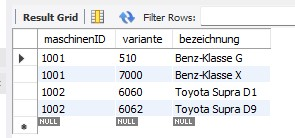 Result Grid Filter Rows:
maschinenID variante bezeichnung
1001 510 Benz-Klasse G
1001 7000 Benz-Klasse X
1002 6060 Toyota Supra D1
1002 6062 Toyota Supra D9
NULL NULL NULL